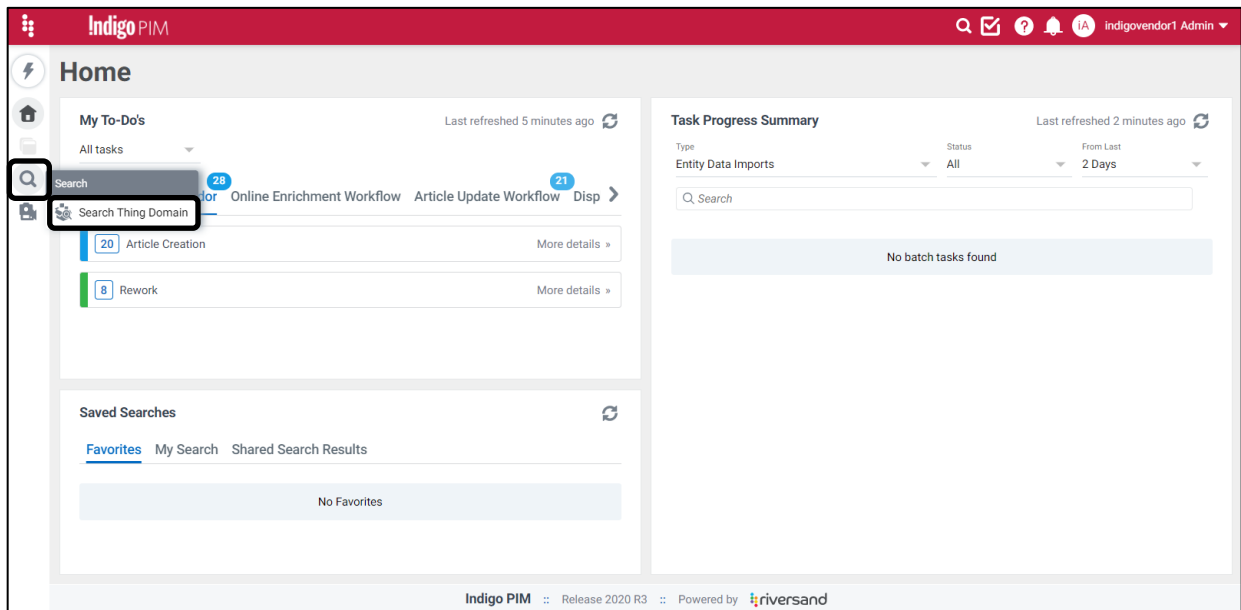 Indigo PIM
iA indigovendor1 Admin
Home
My To-Do's
Last refreshed 5 minutes ago
All tasks
Search
Search Thing Domain
dor 28
Online Enrichment Workflow
Article Update Workflow 21
Disp
20 Article Creation More details »
8 Rework More details »
Saved Searches
Favorites My Search Shared Search Results
No Favorites
Task Progress Summary
Last refreshed 2 minutes ago
Type Status From Last
Entity Data Imports All 2 Days
Search
No batch tasks found
Indigo PIM :: Release 2020 R3 :: Powered by riversand